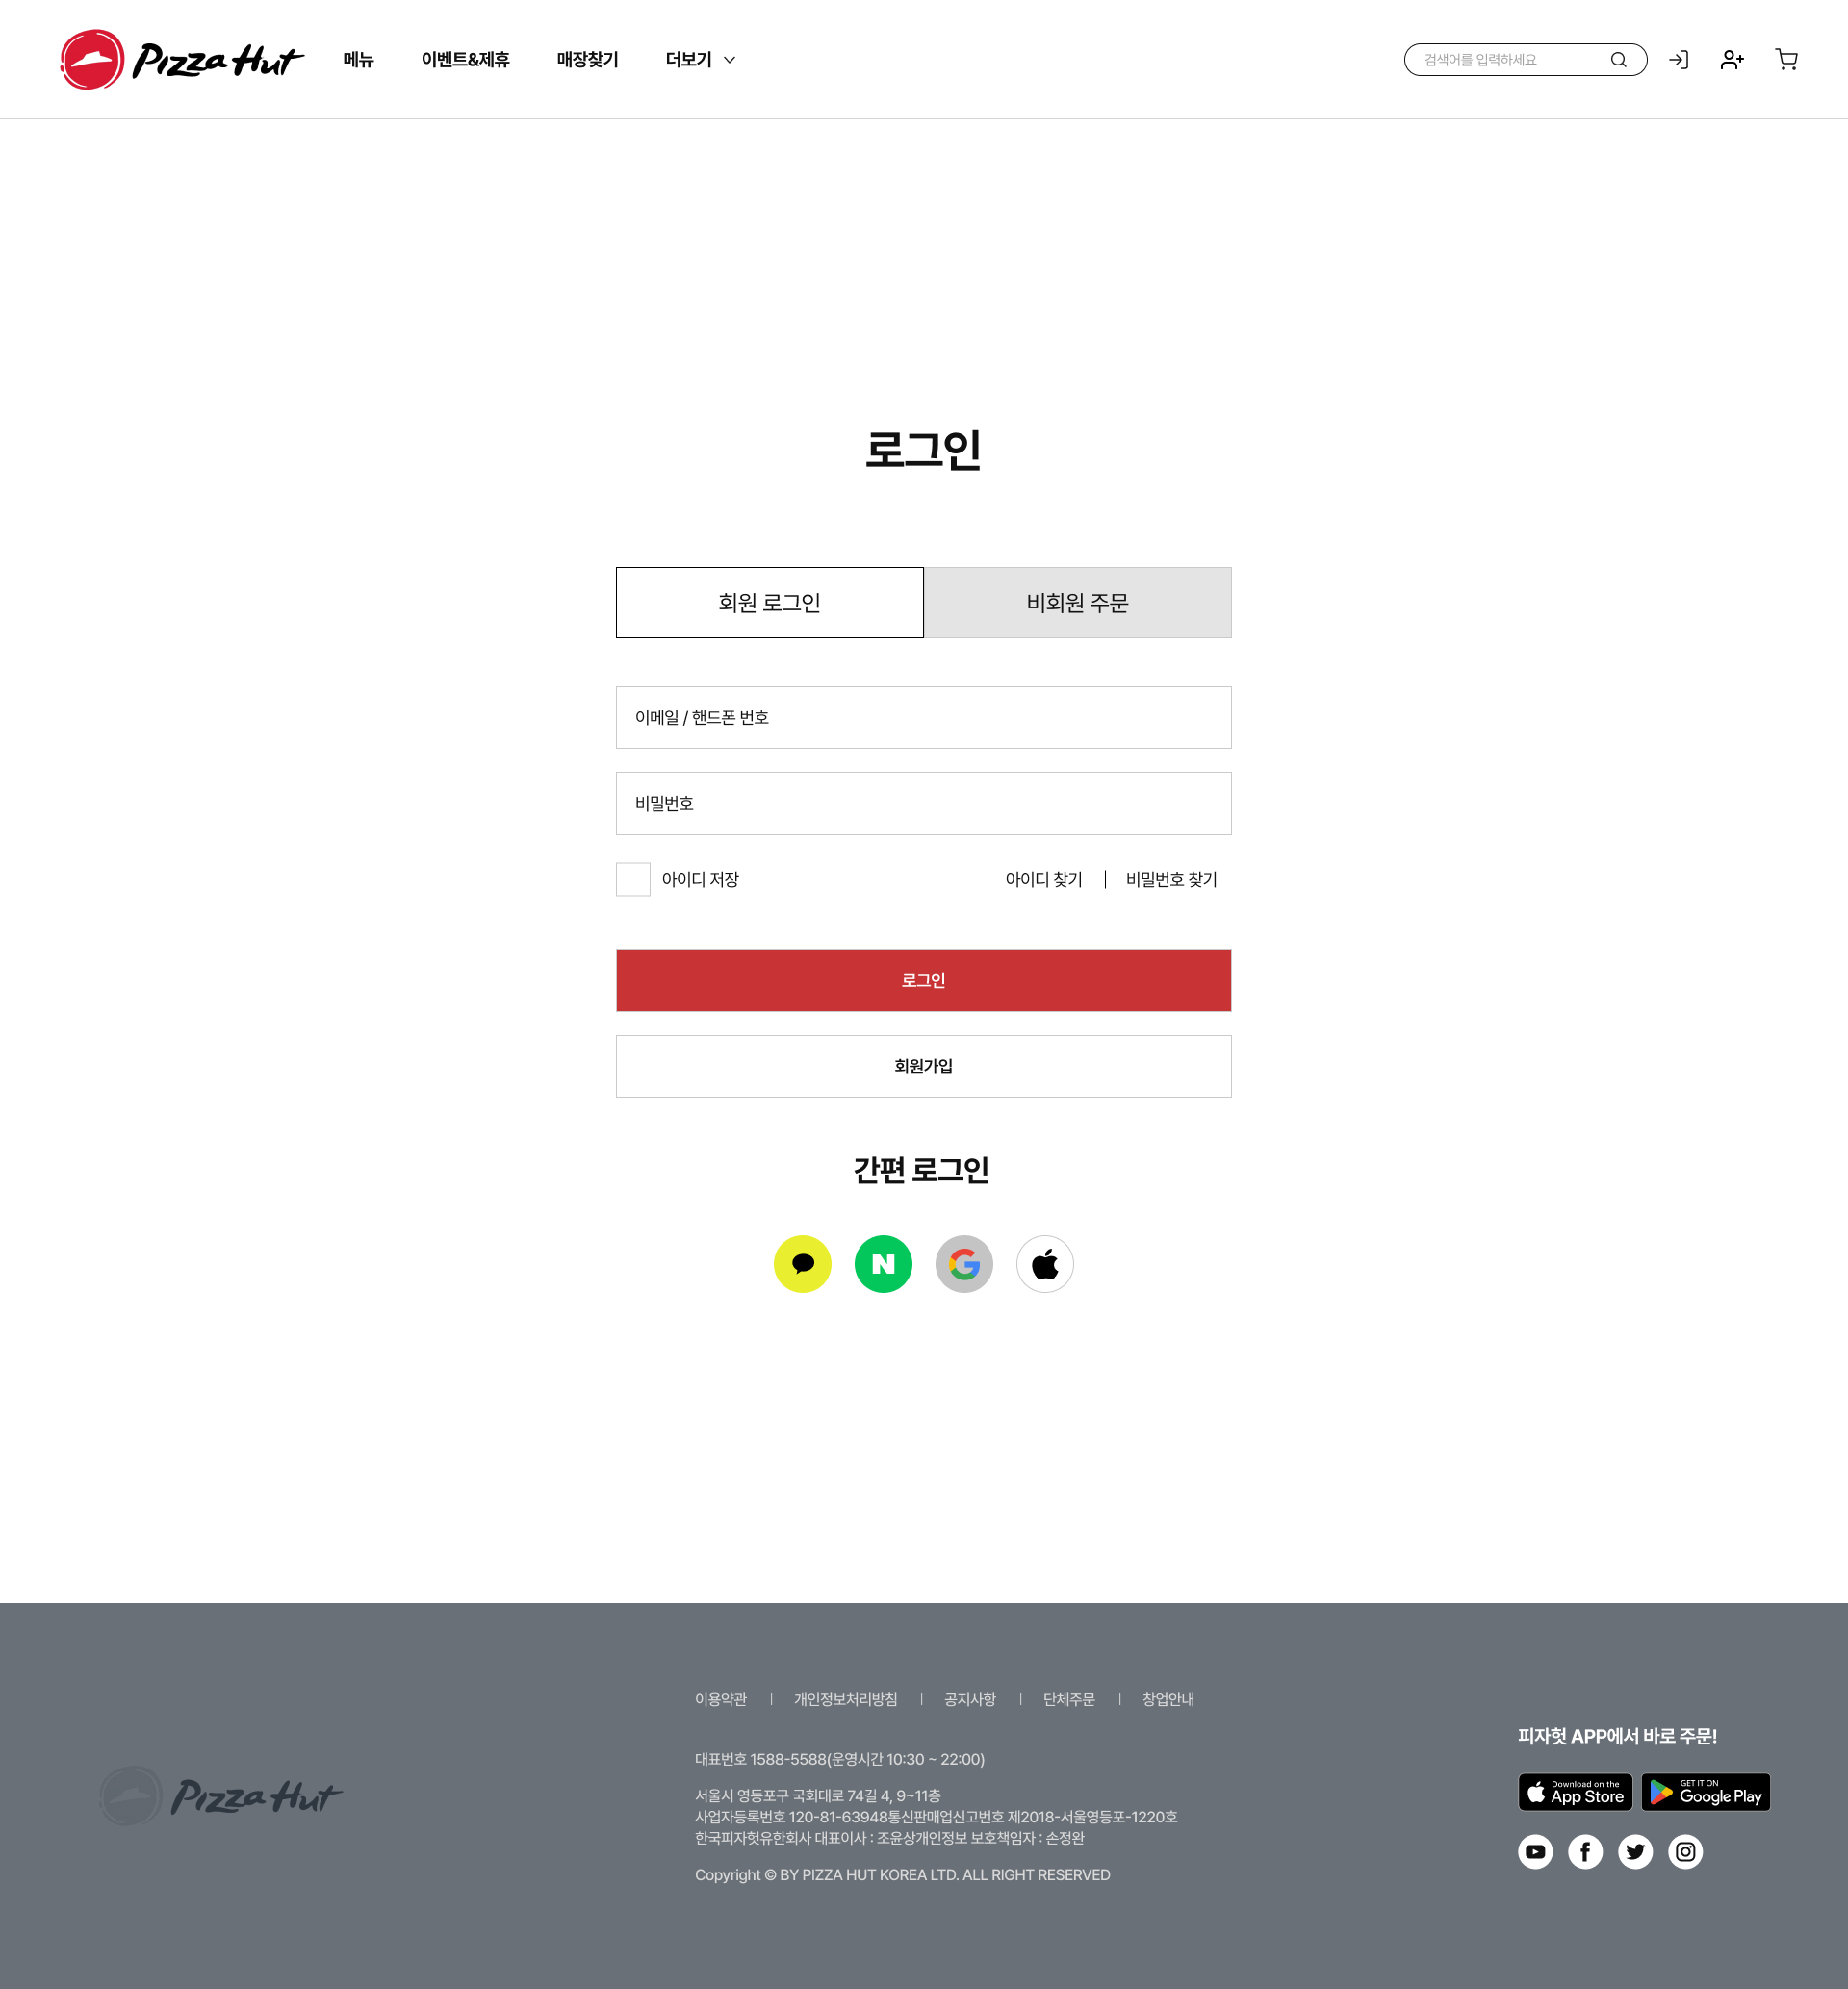 Pizza Hut 메뉴 이벤트&제휴 매장찾기 더보기 검색어를 입력하세요
로그인
회원 로그인 비회원 주문
이메일 / 핸드폰 번호
비밀번호
아이디 저장 아이디 찾기 | 비밀번호 찾기
로그인
회원가입
간편 로그인
N G
Pizza Hut
이용약관 | 개인정보처리방침 | 공지사항 | 단체주문 | 창업안내
대표번호 1588-5588(운영시간 10:30 ~ 22:00)
서울시 영등포구 국회대로 74길 4, 9~11층
사업자등록번호 120-81-63948통신판매업신고번호 제2018-서울영등포-1220호
한국피자헛유한회사 대표이사 : 조윤상개인정보 보호책임자 : 손정완
Copyright © BY PIZZA HUT KOREA LTD. ALL RIGHT RESERVED
피자헛 APP에서 바로 주문!
Download on the
App Store
GET IT ON
Google Play